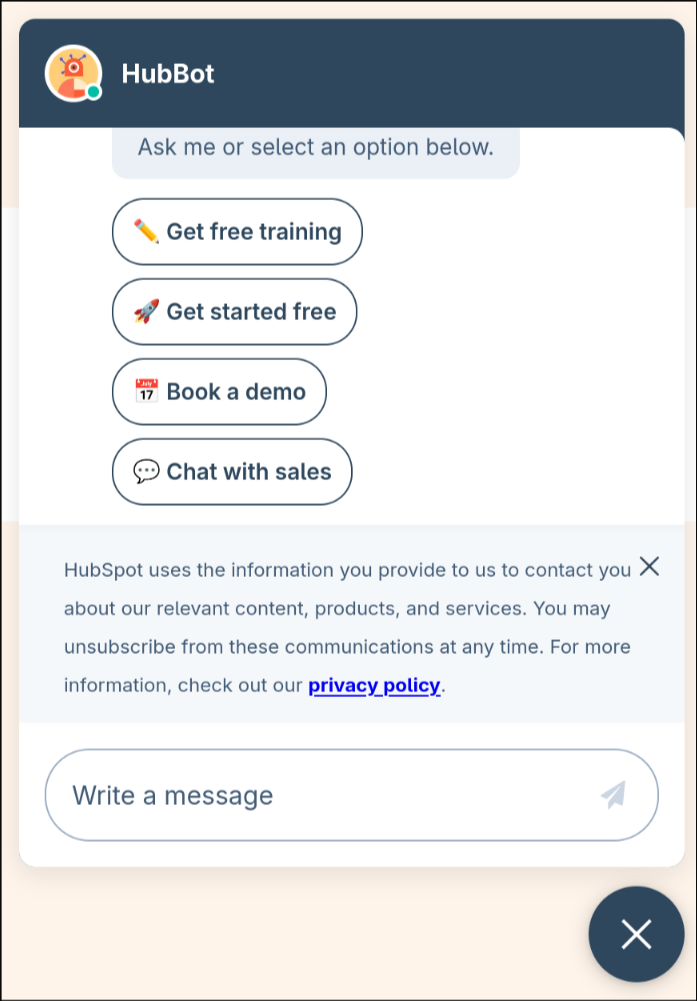 HubBot
Ask me or select an option below.
✏️ Get free training
🚀 Get started free
📅 Book a demo
💬 Chat with sales
HubSpot uses the information you provide to us to contact you
about our relevant content, products, and services. You may
unsubscribe from these communications at any time. For more
information, check out our privacy policy.
Write a message